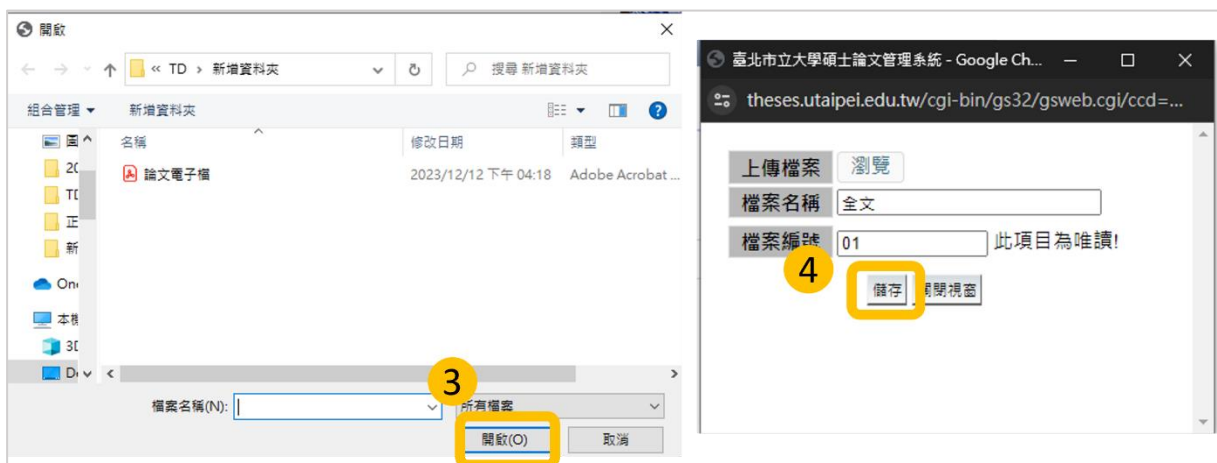 開啟
« TD › 新增資料夾
搜尋 新增資料夾
組合管理
新增資料夾
名稱
修改日期
類型
論文電子檔
2023/12/12 下午 04:18
Adobe Acrobat ...
3
檔案名稱(N):
所有檔案
開啟(O)
取消
臺北市立大學碩士論文管理系統 - Google Ch...
theses.utaipei.edu.tw/cgi-bin/gs32/gsweb.cgi/ccd=...
上傳檔案
瀏覽
檔案名稱
全文
檔案編號
01
此項目為唯讀!
4
儲存
關閉視窗